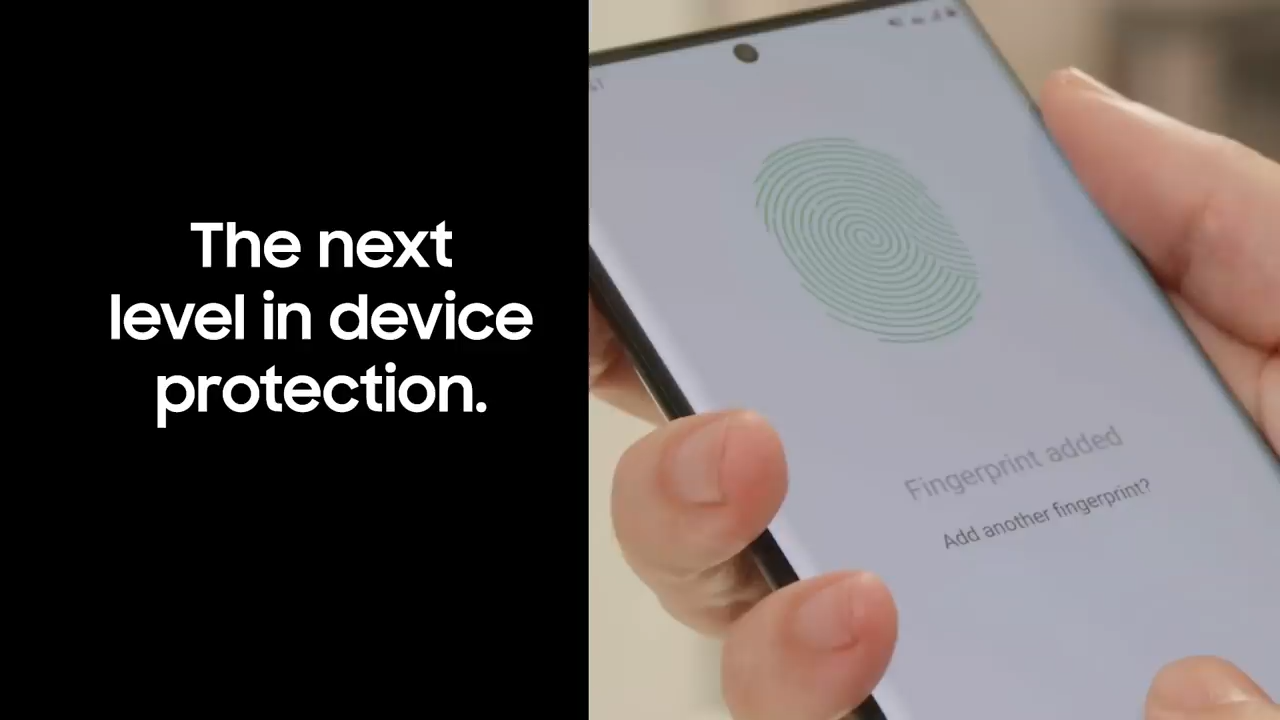 The next
level in device
protection.
Fingerprint added
Add another fingerprint?